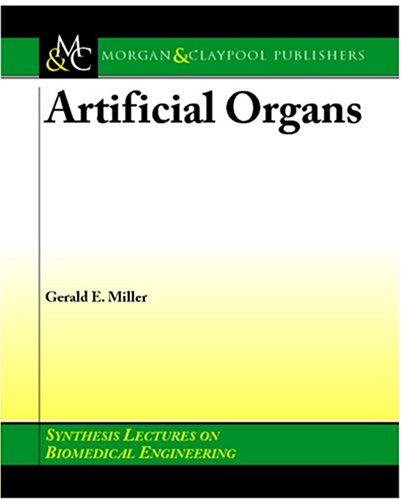 M&C MORGAN&CLAYPOOL PUBLISHERS
Artificial Organs
Gerald E. Miller
SYNTHESIS LECTURES ON
BIOMEDICAL ENGINEERING